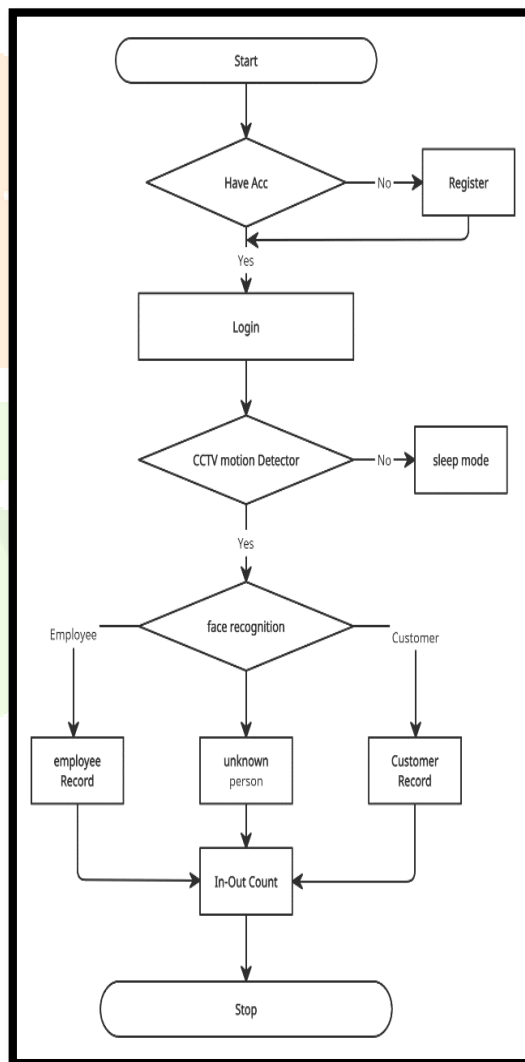 Start
Have Acc
No
Register
Yes
Login
CCTV motion Detector
No
sleep mode
Yes
face recognition
Employee
Customer
employee
Record
unknown
person
Customer
Record
In-Out Count
Stop